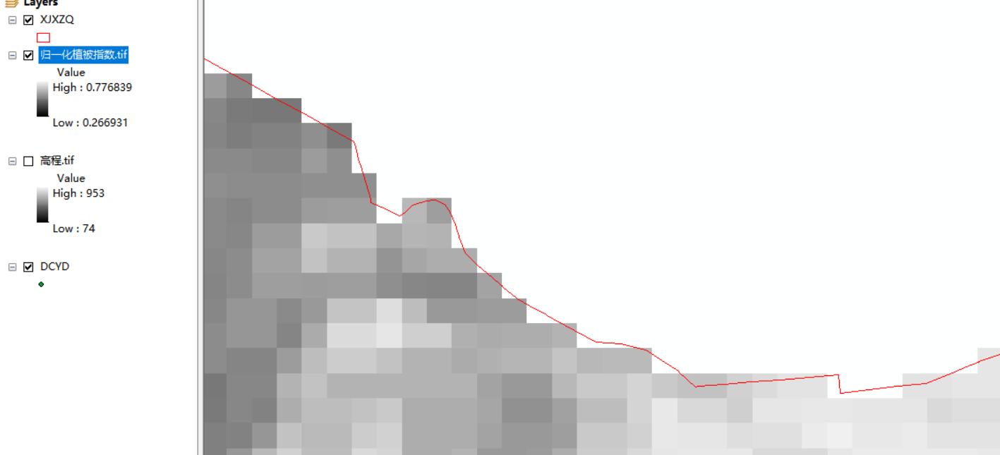 Layers
XJXZQ
归一化植被指数.tif
Value
High : 0.776839
Low : 0.266931
高程.tif
Value
High : 953
Low : 74
DCYD